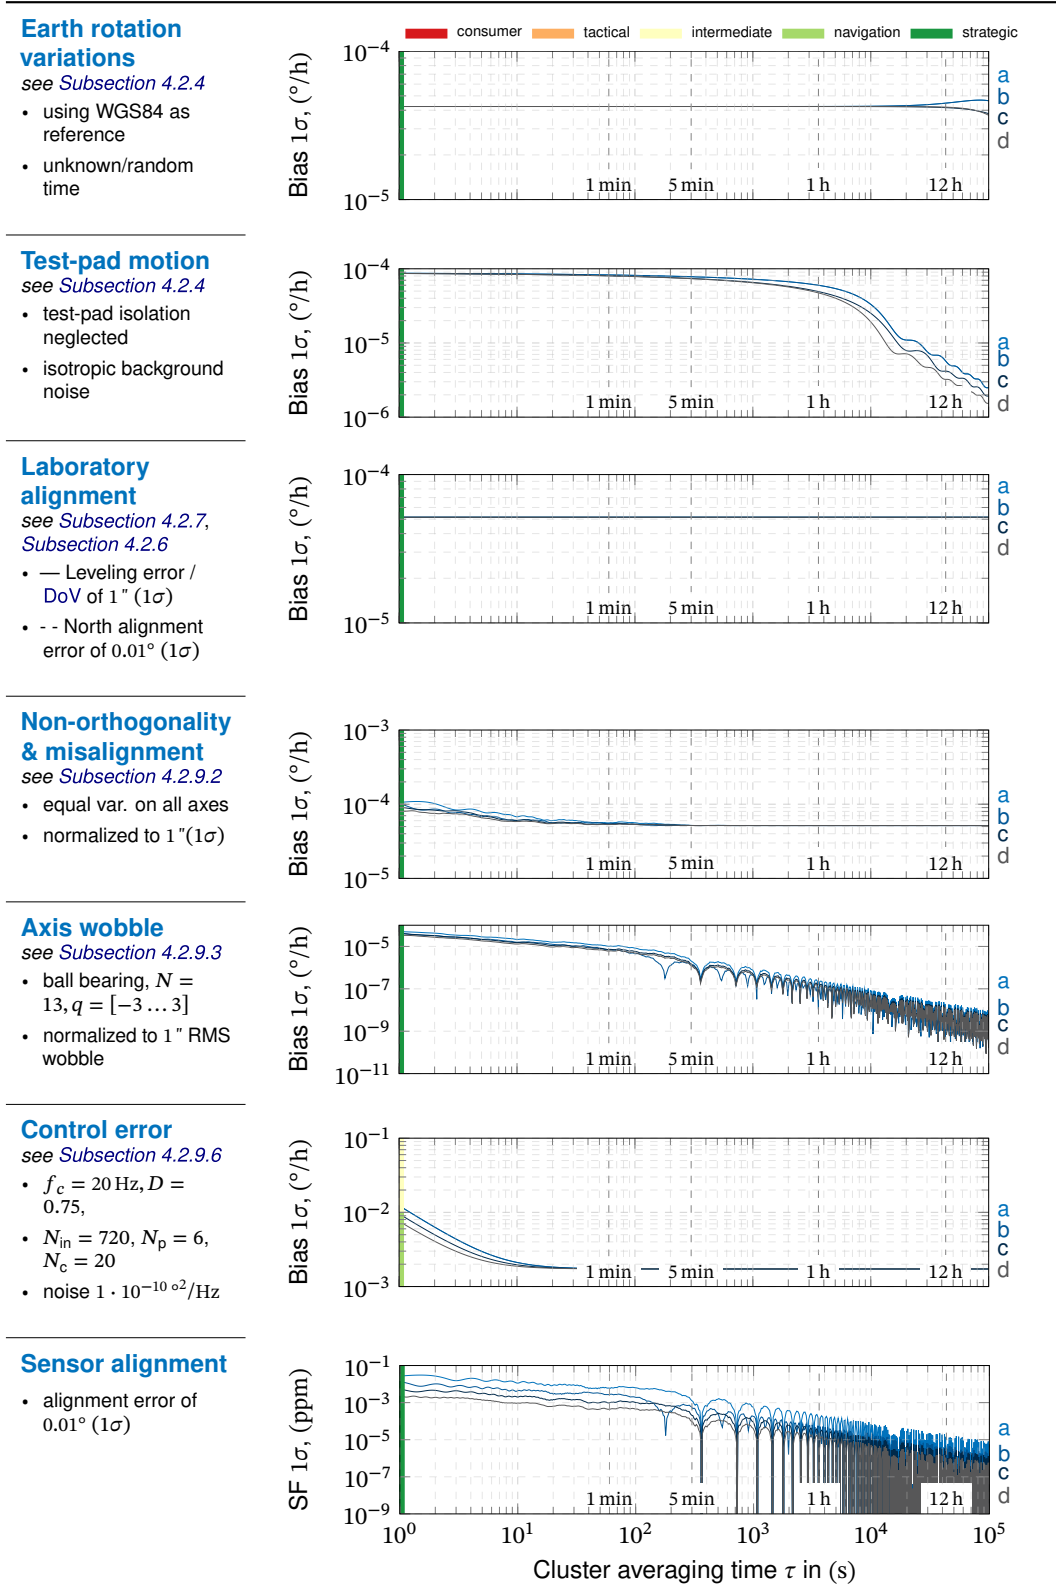 Earth rotation
variations
see Subsection 4.2.4
• using WGS84 as
reference
• unknown/random
time
consumer tactical intermediate navigation strategic
Bias 1σ, (°/h)
10⁻⁴
10⁻⁵
1 min 5 min 1 h 12 h
a
b
c
d
Test-pad motion
see Subsection 4.2.4
• test-pad isolation
neglected
• isotropic background
noise
Bias 1σ, (°/h)
10⁻⁴
10⁻⁵
10⁻⁶
1 min 5 min 1 h 12 h
a
b
c
d
Laboratory
alignment
see Subsection 4.2.7,
Subsection 4.2.6
• — Leveling error /
DoV of 1″ (1σ)
• - - North alignment
error of 0.01° (1σ)
Bias 1σ, (°/h)
10⁻⁴
10⁻⁵
1 min 5 min 1 h 12 h
a
b
c
d
Non-orthogonality
& misalignment
see Subsection 4.2.9.2
• equal var. on all axes
• normalized to 1″(1σ)
Bias 1σ, (°/h)
10⁻³
10⁻⁴
10⁻⁵
1 min 5 min 1 h 12 h
a
b
c
d
Axis wobble
see Subsection 4.2.9.3
• ball bearing, N =
13, q = [−3 … 3]
• normalized to 1″ RMS
wobble
Bias 1σ, (°/h)
10⁻⁵
10⁻⁷
10⁻⁹
10⁻¹¹
1 min 5 min 1 h 12 h
a
b
c
d
Control error
see Subsection 4.2.9.6
• f_c = 20 Hz, D =
0.75,
• N_in = 720, N_p = 6,
N_c = 20
• noise 1 · 10⁻¹⁰ °²/Hz
Bias 1σ, (°/h)
10⁻¹
10⁻²
10⁻³
1 min 5 min 1 h 12 h
a
b
c
d
Sensor alignment
• alignment error of
0.01° (1σ)
SF 1σ, (ppm)
10⁻¹
10⁻³
10⁻⁵
10⁻⁷
10⁻⁹
1 min 5 min 1 h 12 h
a
b
c
d
10⁰ 10¹ 10² 10³ 10⁴ 10⁵
Cluster averaging time τ in (s)